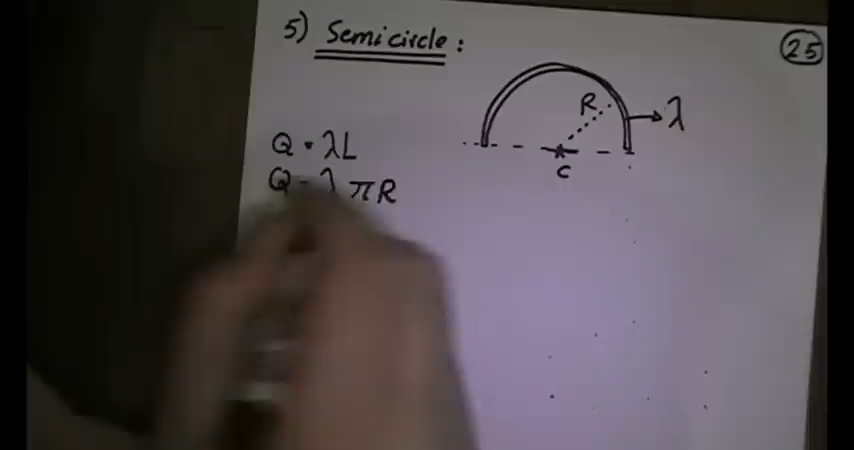 5) Semicircle:
25
R
λ
C
Q = λL
Q = λ πR